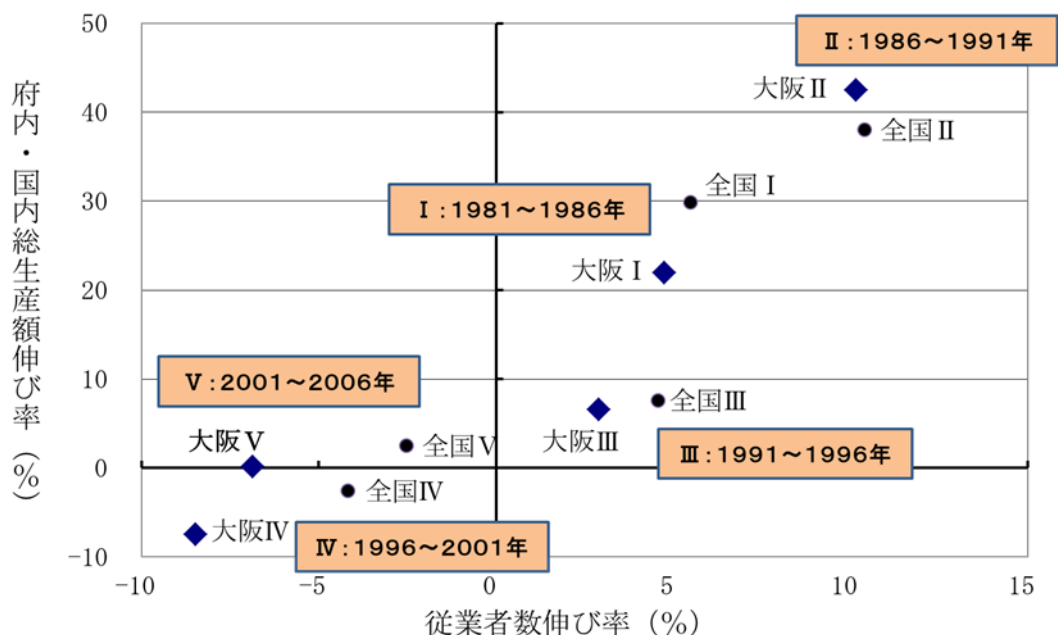 府内・国内総生産額伸び率（%）
50
40
30
20
10
0
−10
Ⅱ：1986～1991年
大阪Ⅱ
全国Ⅱ
全国Ⅰ
Ⅰ：1981～1986年
大阪Ⅰ
Ⅴ：2001～2006年
全国Ⅲ
大阪Ⅴ
全国Ⅴ
大阪Ⅲ
Ⅲ：1991～1996年
全国Ⅳ
大阪Ⅳ
Ⅳ：1996～2001年
−10
−5
0
5
10
15
従業者数伸び率（%）